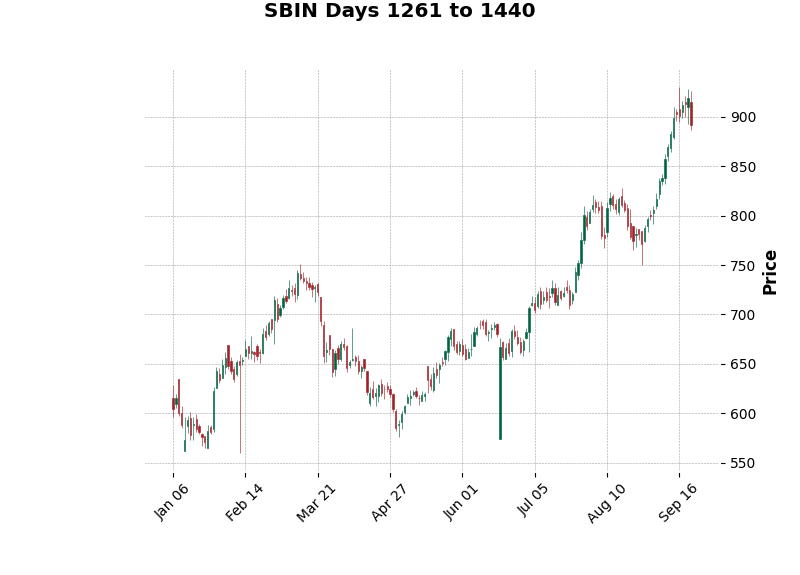 SBIN Days 1261 to 1440
900
850
800
750
700
650
600
550
Price
Jan 06
Feb 14
Mar 21
Apr 27
Jun 01
Jul 05
Aug 10
Sep 16